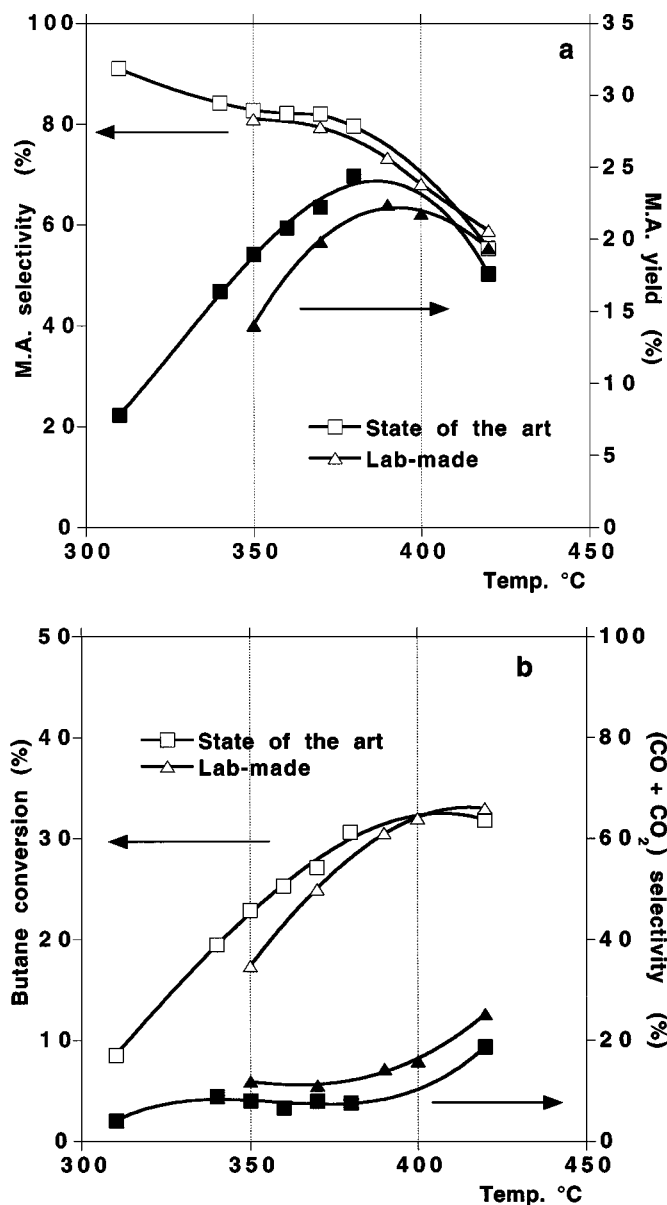 a
100
80
60
40
20
0
M.A. selectivity (%)
35
30
25
20
15
10
5
0
M.A. yield (%)
State of the art
Lab-made
300 350 400 450
Temp. °C
b
50
40
30
20
10
0
Butane conversion (%)
100
80
60
40
20
0
(CO + CO2) selectivity (%)
State of the art
Lab-made
300 350 400 450
Temp. °C